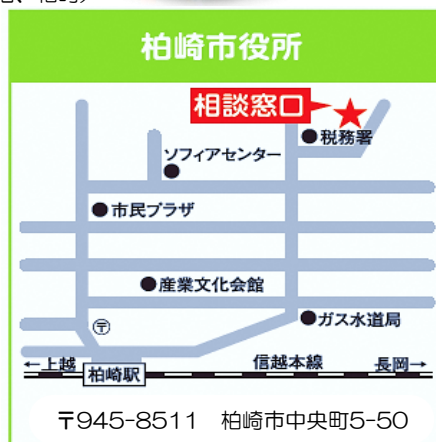 柏崎市役所
相談窓口
税務署
ソフィアセンター
市民プラザ
産業文化会館
ガス水道局
〒
←上越
信越本線
長岡→
柏崎駅
〒945-8511 柏崎市中央町5-50